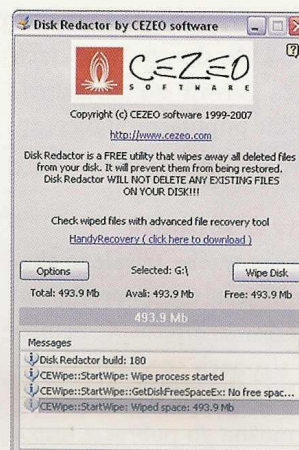 Disk Redactor by CEZEO software
CEZEO
SOFTWARE
Copyright (c) CEZEO software 1999-2007
http://www.cezeo.com
Disk Redactor is a FREE utility that wipes away all deleted files
from your disk. It will prevent them from being restored.
Disk Redactor WILL NOT DELETE ANY EXISTING FILES
ON YOUR DISK!!!
Check wiped files with advanced file recovery tool
HandyRecovery ( click here to download )
Options Selected: G:\ Wipe Disk
Total: 493.9 Mb Avali: 493.9 Mb Free: 493.9 Mb
493.9 Mb
Messages
Disk Redactor build: 180
CEWipe::StartWipe: Wipe process started
CEWipe::StartWipe::GetDiskFreeSpaceEx: No free spac...
CEWipe::StartWipe: Wiped space: 493.9 Mb